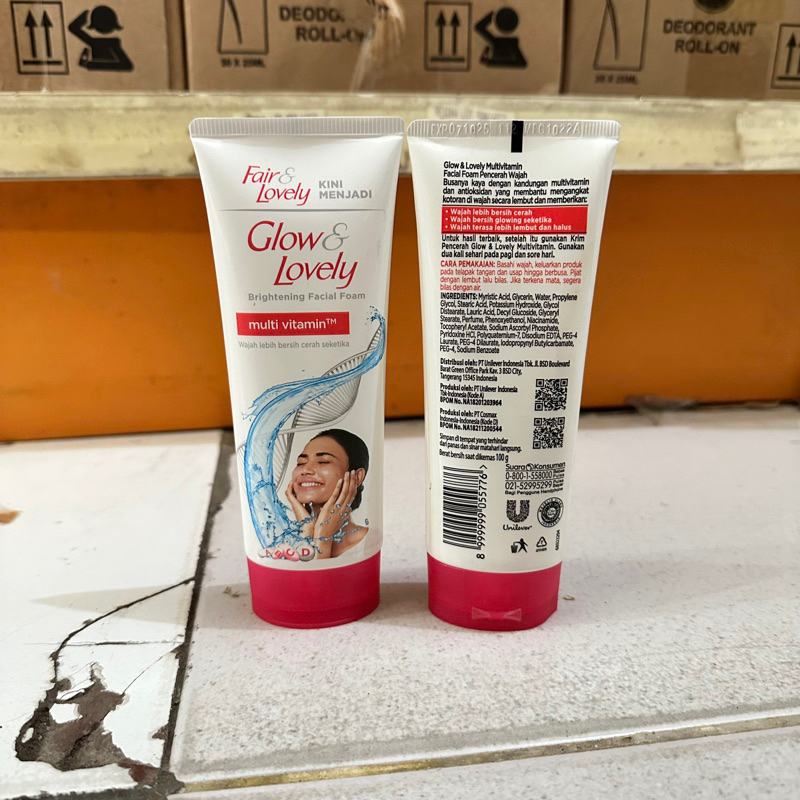 DEODO
ROLL-O
50 X 25ML
DEODORANT
ROLL-ON
Fair &
Lovely
KINI
MENJADI
Glow &
Lovely
Brightening Facial Foam
multi vitamin™
Wajah lebih bersih cerah seketika
Glow & Lovely Multivitamin
Facial Foam Pencerah Wajah
Busanya kaya dengan kandungan multivitamin
dan antioksidan yang membantu mengangkat
kotoran di wajah secara lembut dan memberikan:
• Wajah lebih bersih cerah
• Wajah bersih glowing seketika
• Wajah terasa lebih lembut dan halus
Untuk hasil terbaik, setelah itu gunakan Krim
Pencerah Glow & Lovely Multivitamin. Gunakan
dua kali sehari pada pagi dan sore hari.
CARA PEMAKAIAN: Basahi wajah, keluarkan produk
pada telapak tangan dan usap hingga berbusa. Pijat
dengan lembut lalu bilas. Jika terkena mata, segera
bilas dengan air.
INGREDIENTS: Myristic Acid, Glycerin, Water, Propylene
Glycol, Stearic Acid, Potassium Hydroxide, Glycol
Distearate, Lauric Acid, Decyl Glucoside, Glyceryl
Stearate, Perfume, Phenoxyethanol, Niacinamide,
Tocopheryl Acetate, Sodium Ascorbyl Phosphate,
Pyridoxine HCl, Polyquaternium-7, Disodium EDTA, PEG-4
Laurate, PEG-4 Dilaurate, Iodopropynyl Butylcarbamate,
PEG-4, Sodium Benzoate
Distribusi oleh: PT Unilever Indonesia Tbk. Jl. BSD Boulevard
Barat Green Office Park Kav. 3 BSD City,
Tangerang 15345 Indonesia
Produksi oleh: PT Unilever Indonesia
Tbk-Indonesia (Kode A)
BPOM No. NA18201203964
Produksi oleh: PT Cosmax
Indonesia-Indonesia (Kode D)
BPOM No. NA18211200544
Simpan di tempat yang terhindar
dari panas dan sinar matahari langsung.
Berat bersih saat dikemas 100 g
Suara Konsumen
0-800-1-558000
021-52995299
Bagi Pengguna Handphone
8 999999 055776 >
Unilever